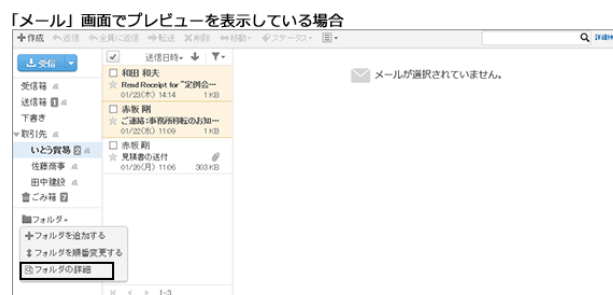 「メール」画面でプレビューを表示している場合
作成 返信 全員に返信 転送 削除 移動 ステータス 詳細検
受信
受信箱
送信箱 1
下書き
取引先
いとう貿易 2
佐藤商事
田中建設
ごみ箱 2
フォルダ
フォルダを追加する
フォルダを順番変更する
フォルダの詳細
送信日時
和田 和夫
Read Receipt for "定例会…
01/23(木) 14:14 1 KB
赤坂 剛
ご連絡:事務所移転のお知…
01/22(水) 11:09 1 KB
赤坂 剛
見積書の送付
01/20(月) 11:06 303 KB
1-3
メールが選択されていません。